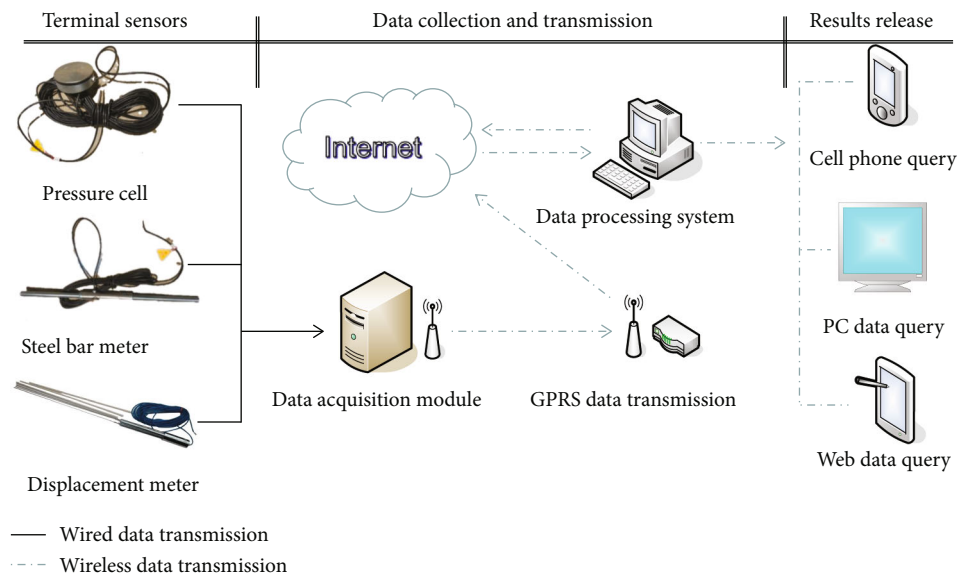 Terminal sensors
Data collection and transmission
Results release
Pressure cell
Steel bar meter
Displacement meter
Internet
Data processing system
Data acquisition module
GPRS data transmission
Cell phone query
PC data query
Web data query
Wired data transmission
Wireless data transmission